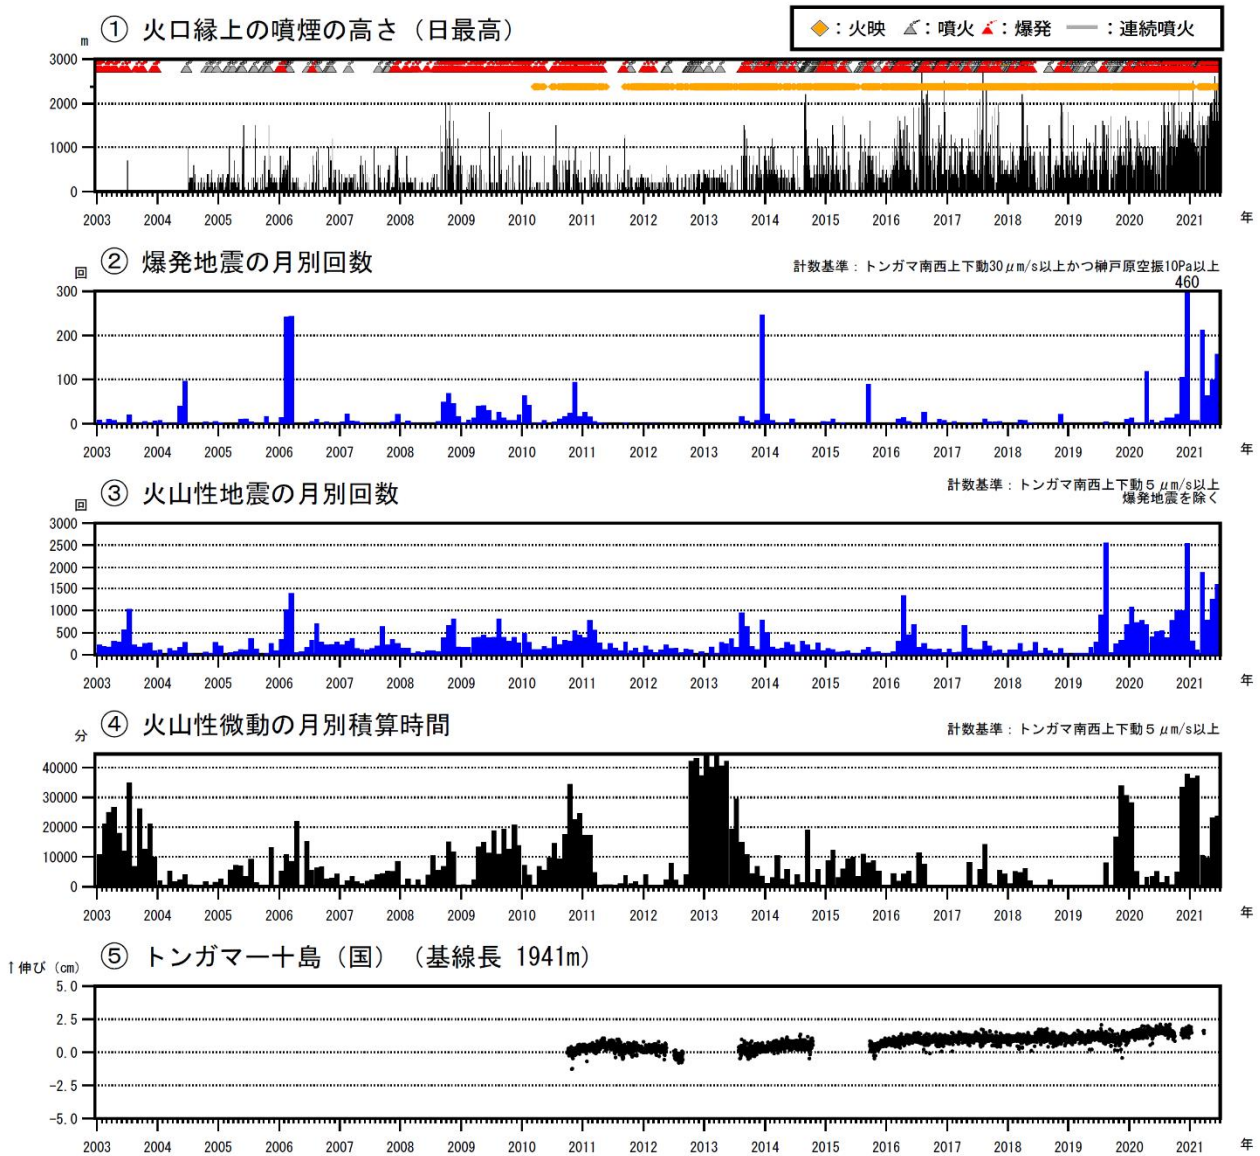 ① 火口縁上の噴煙の高さ（日最高）
◆：火映 ：噴火 ：爆発 ：連続噴火
m
3000
2000
1000
0
2003 2004 2005 2006 2007 2008 2009 2010 2011 2012 2013 2014 2015 2016 2017 2018 2019 2020 2021 年
② 爆発地震の月別回数
計数基準：トンガマ南西上下動30μm/s以上かつ榊戸原空振10Pa以上
回
460
300
200
100
0
2003 2004 2005 2006 2007 2008 2009 2010 2011 2012 2013 2014 2015 2016 2017 2018 2019 2020 2021 年
③ 火山性地震の月別回数
計数基準：トンガマ南西上下動５μm/s以上
爆発地震を除く
回
3000
2500
2000
1500
1000
500
0
2003 2004 2005 2006 2007 2008 2009 2010 2011 2012 2013 2014 2015 2016 2017 2018 2019 2020 2021 年
④ 火山性微動の月別積算時間
計数基準：トンガマ南西上下動５μm/s以上
分
40000
30000
20000
10000
0
2003 2004 2005 2006 2007 2008 2009 2010 2011 2012 2013 2014 2015 2016 2017 2018 2019 2020 2021 年
⑤ トンガマー十島（国）（基線長 1941m）
↑伸び（cm）
5.0
2.5
0.0
-2.5
-5.0
2003 2004 2005 2006 2007 2008 2009 2010 2011 2012 2013 2014 2015 2016 2017 2018 2019 2020 2021 年